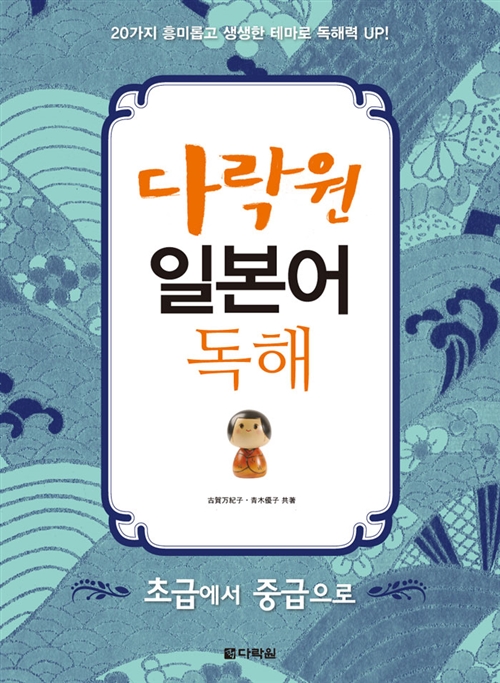 20가지 흥미롭고 생생한 테마로 독해력 UP!
다락원
일본어
독해
古賀万紀子・青木優子 共著
초급에서 중급으로
다락원